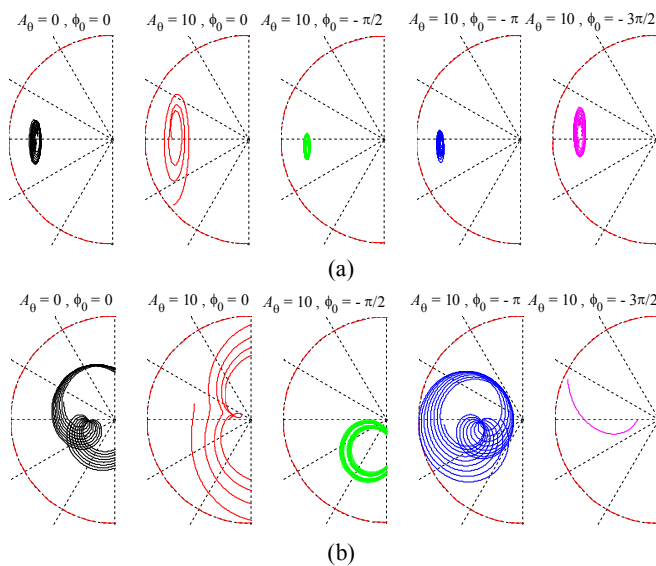 A_θ = 0 , ϕ_0 = 0 A_θ = 10 , ϕ_0 = 0 A_θ = 10 , ϕ_0 = - π/2 A_θ = 10 , ϕ_0 = - π A_θ = 10 , ϕ_0 = - 3π/2
(a)
A_θ = 0 , ϕ_0 = 0 A_θ = 10 , ϕ_0 = 0 A_θ = 10 , ϕ_0 = - π/2 A_θ = 10 , ϕ_0 = - π A_θ = 10 , ϕ_0 = - 3π/2
(b)